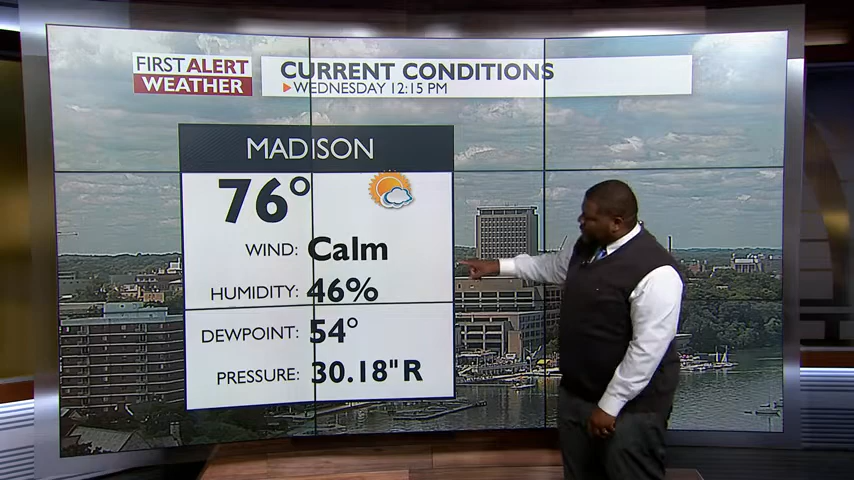 FIRST ALERT
WEATHER
CURRENT CONDITIONS
WEDNESDAY 12:15 PM
MADISON
76°
WIND: Calm
HUMIDITY: 46%
DEWPOINT: 54°
PRESSURE: 30.18" R